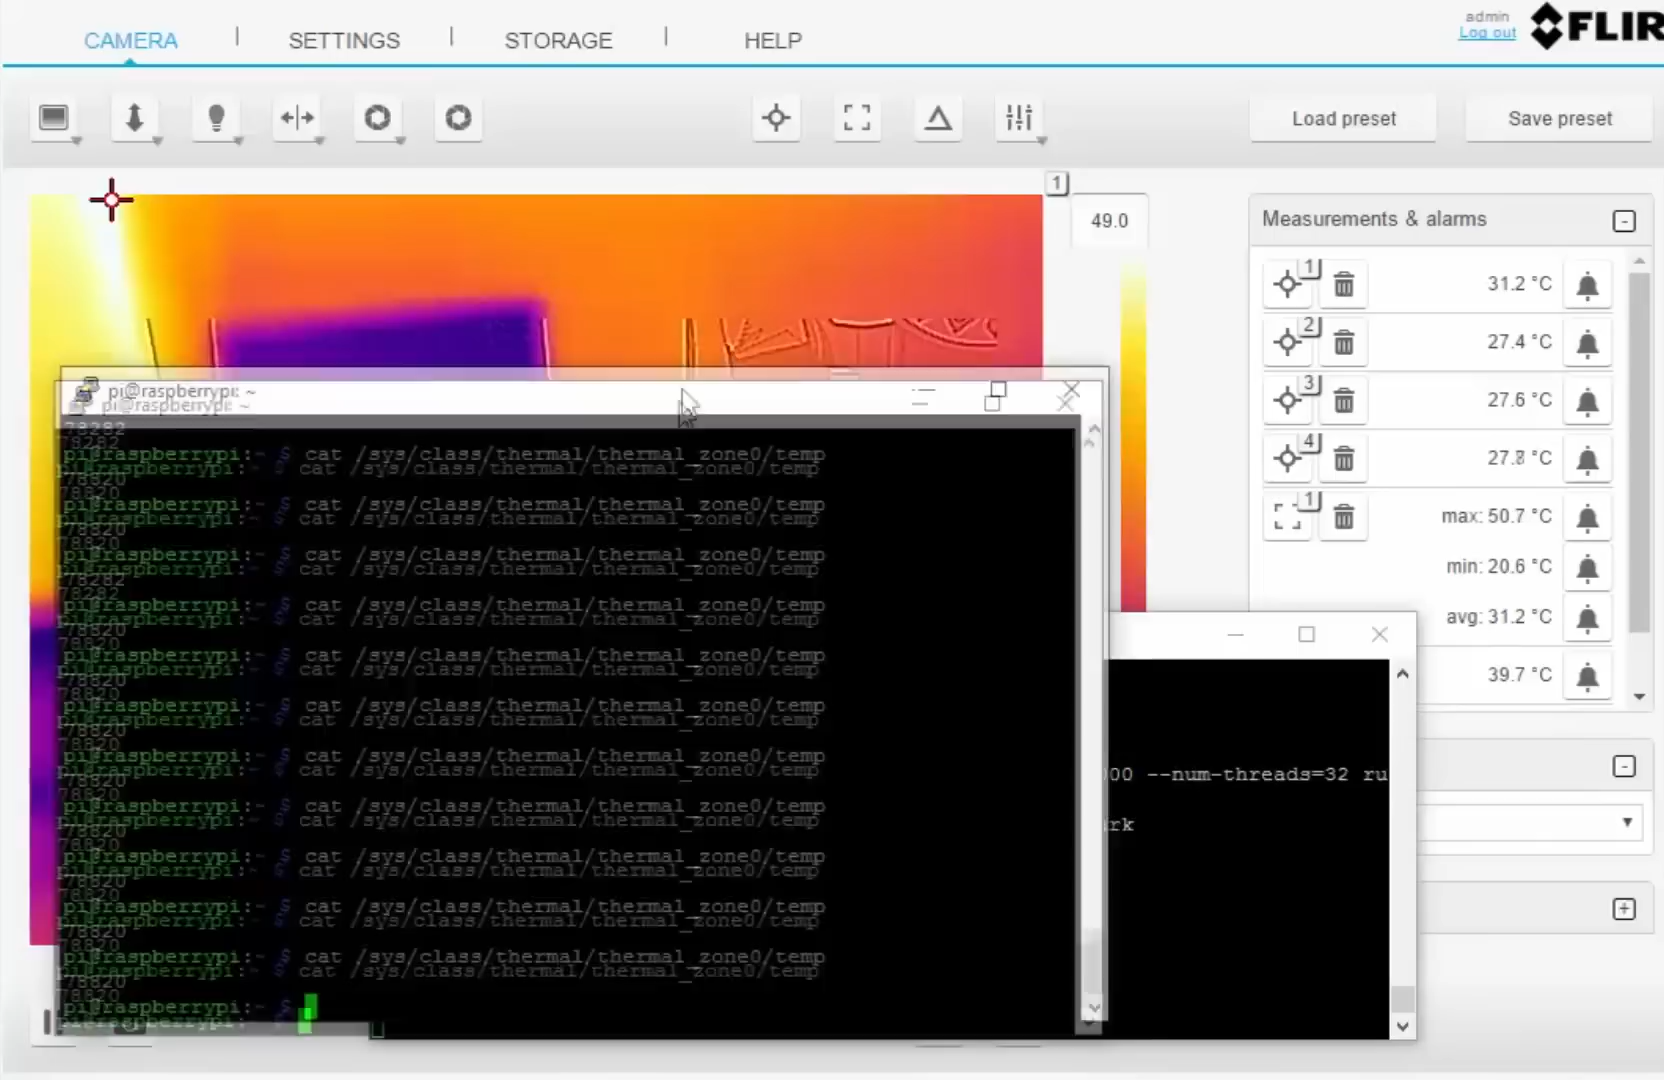 admin
Log out
FLIR
CAMERA
SETTINGS
STORAGE
HELP
Load preset
Save preset
1
49.0
Measurements & alarms
1
31.2 °C
2
27.4 °C
3
27.6 °C
4
27.8 °C
1
max: 50.7 °C
min: 20.6 °C
avg: 31.2 °C
39.7 °C
pi@raspberrypi: ~
78282
pi@raspberrypi:~ $ cat /sys/class/thermal/thermal_zone0/temp
78820
pi@raspberrypi:~ $ cat /sys/class/thermal/thermal_zone0/temp
78820
pi@raspberrypi:~ $ cat /sys/class/thermal/thermal_zone0/temp
78282
pi@raspberrypi:~ $ cat /sys/class/thermal/thermal_zone0/temp
78820
pi@raspberrypi:~ $ cat /sys/class/thermal/thermal_zone0/temp
78820
pi@raspberrypi:~ $ cat /sys/class/thermal/thermal_zone0/temp
78820
pi@raspberrypi:~ $ cat /sys/class/thermal/thermal_zone0/temp
78820
pi@raspberrypi:~ $ cat /sys/class/thermal/thermal_zone0/temp
78820
pi@raspberrypi:~ $ cat /sys/class/thermal/thermal_zone0/temp
78820
pi@raspberrypi:~ $ cat /sys/class/thermal/thermal_zone0/temp
78820
pi@raspberrypi:~ $ cat /sys/class/thermal/thermal_zone0/temp
78820
pi@raspberrypi:~ $
00 --num-threads=32 ru
rk